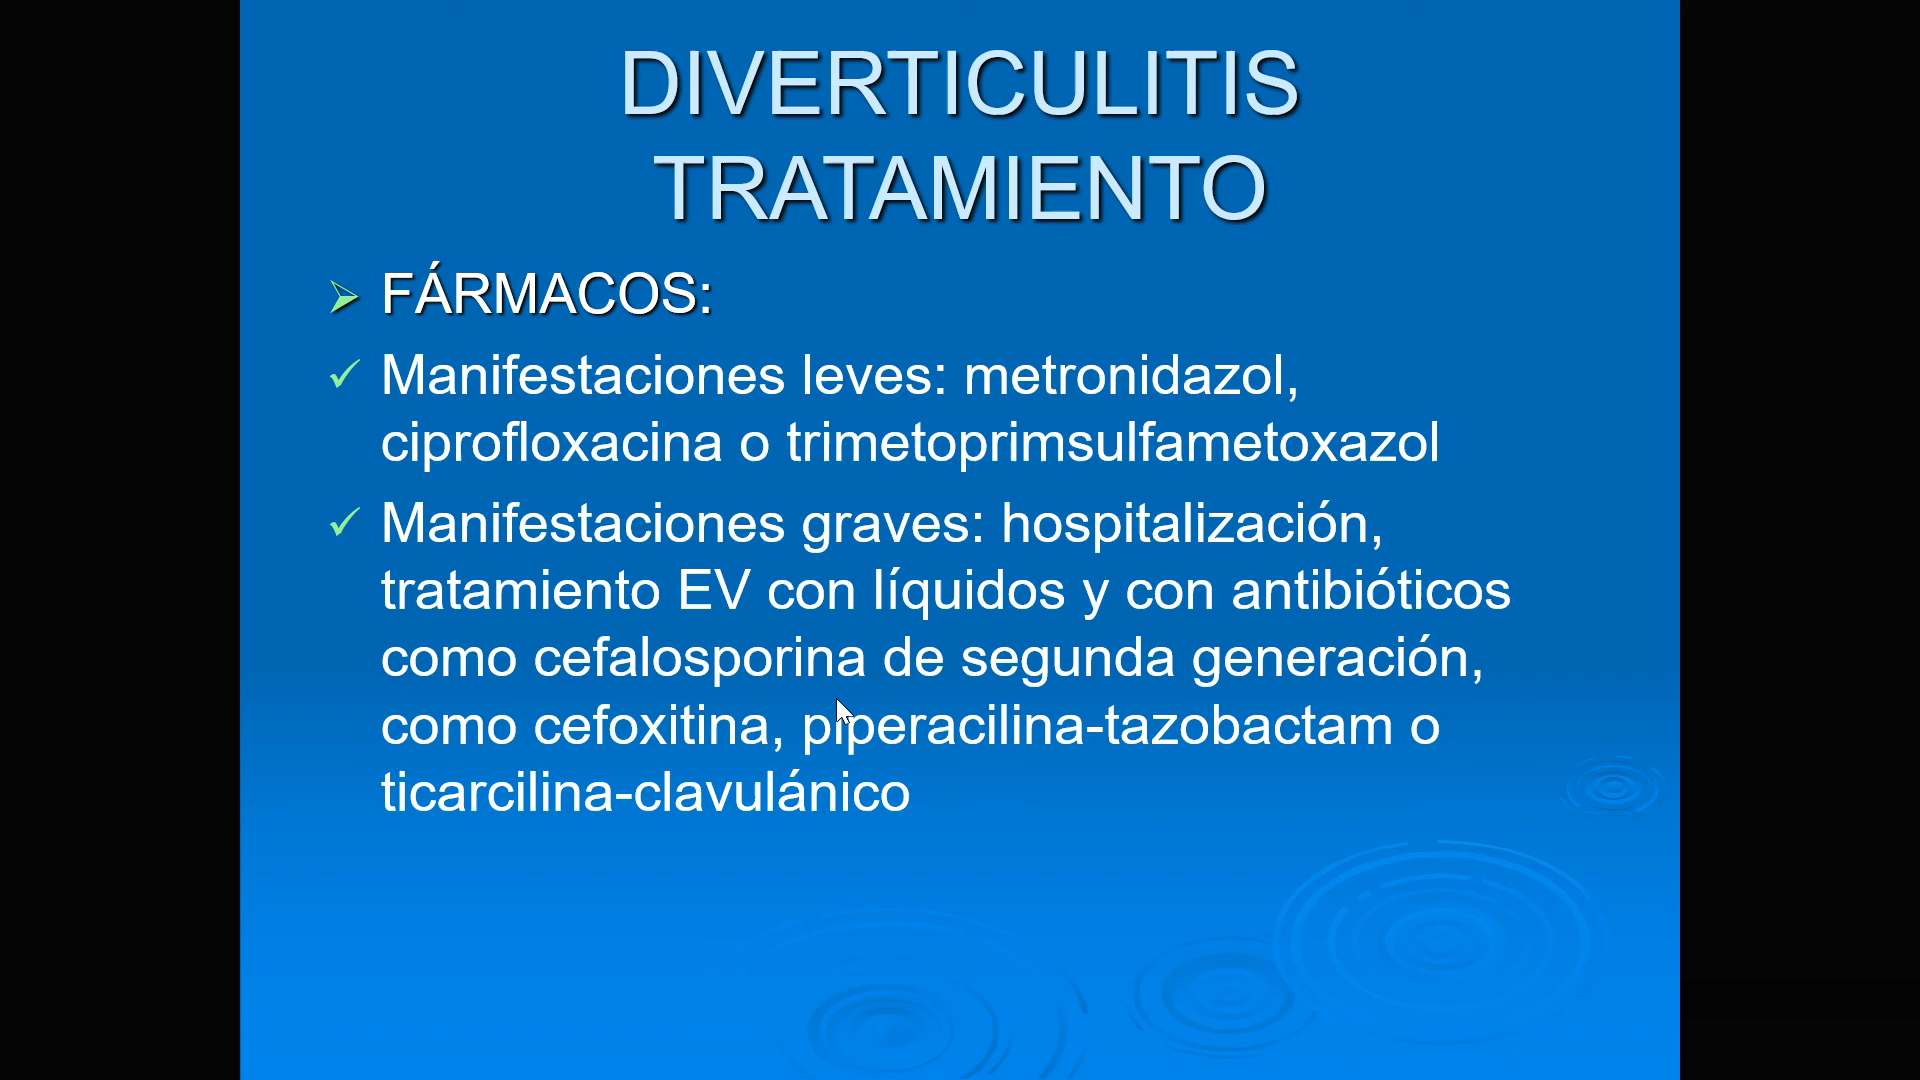 DIVERTICULITIS
TRATAMIENTO
FÁRMACOS:
Manifestaciones leves: metronidazol,
ciprofloxacina o trimetoprimsulfametoxazol
Manifestaciones graves: hospitalización,
tratamiento EV con líquidos y con antibióticos
como cefalosporina de segunda generación,
como cefoxitina, piperacilina-tazobactam o
ticarcilina-clavulánico